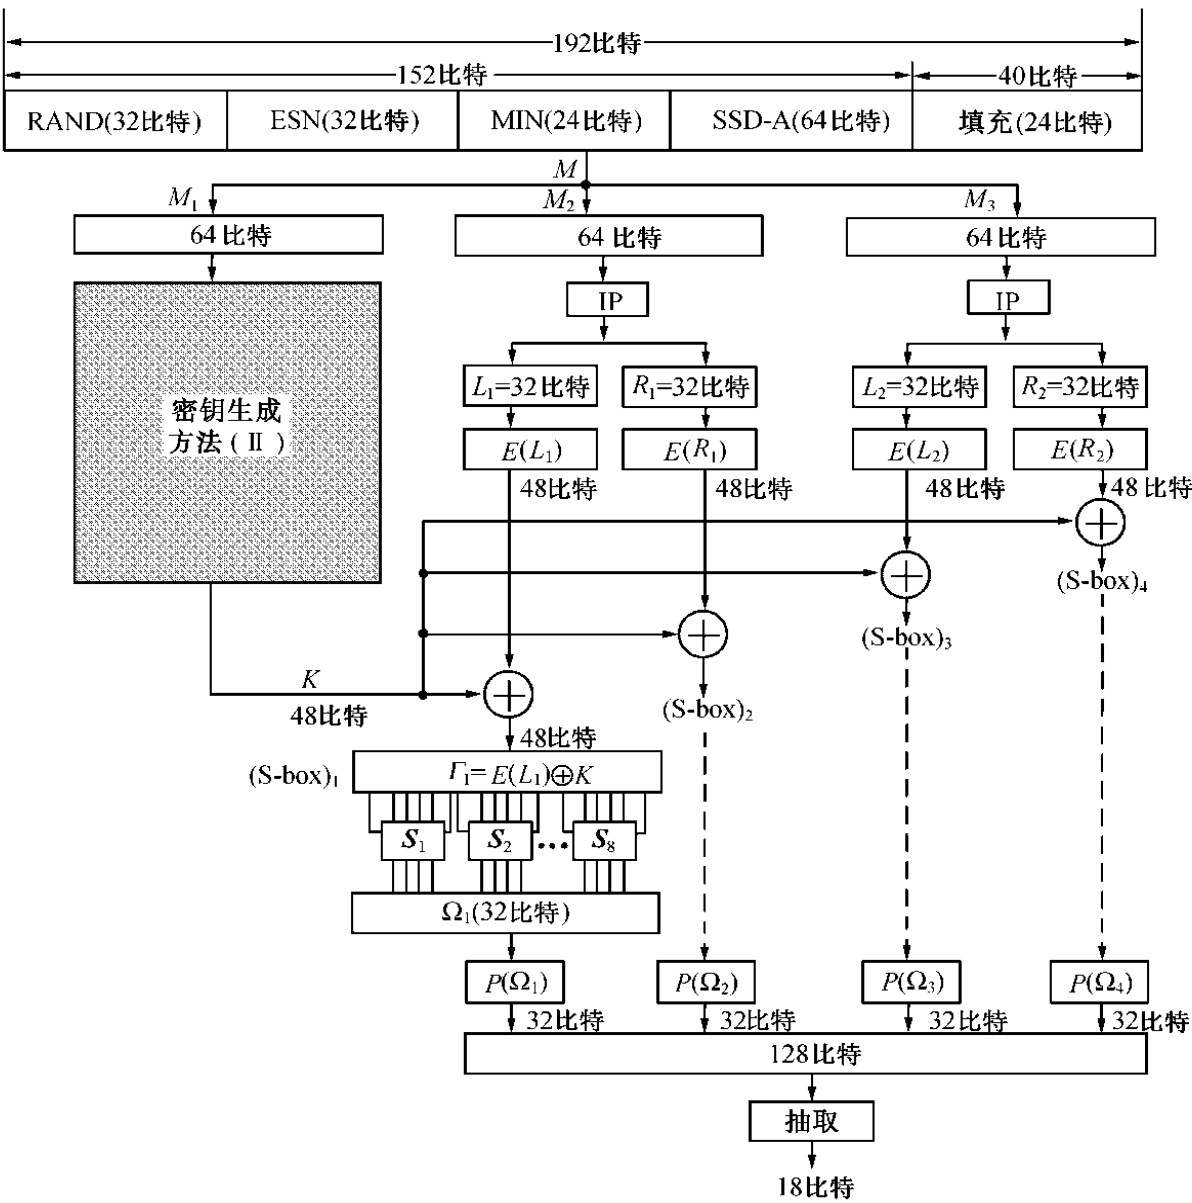 192比特
152比特 40比特
RAND(32比特) ESN(32比特) MIN(24比特) SSD-A(64比特) 填充(24比特)
M
M₁ M₂ M₃
64比特 64比特 64比特
IP IP
密钥生成
方法(Ⅱ)
L₁=32比特 R₁=32比特 L₂=32比特 R₂=32比特
E(L₁) E(R₁) E(L₂) E(R₂)
48比特 48比特 48比特 48比特
(S-box)₄
(S-box)₃
K
48比特
(S-box)₂
48比特
(S-box)₁ Γ₁=E(L₁)⊕K
S₁ S₂ ••• S₈
Ω₁(32比特)
P(Ω₁) P(Ω₂) P(Ω₃) P(Ω₄)
32比特 32比特 32比特 32比特
128比特
抽取
18比特